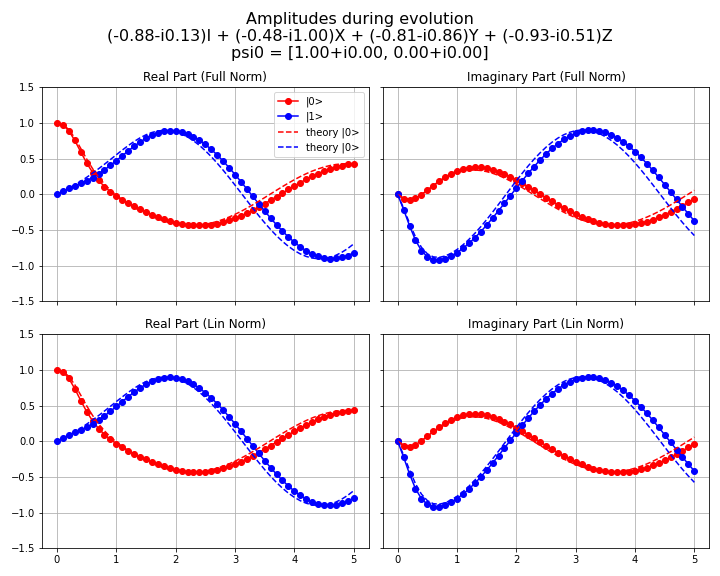 Amplitudes during evolution
(-0.88-i0.13)I + (-0.48-i1.00)X + (-0.81-i0.86)Y + (-0.93-i0.51)Z
psi0 = [1.00+i0.00, 0.00+i0.00]
Real Part (Full Norm)
Imaginary Part (Full Norm)
1.5
1.0
0.5
0.0
−0.5
−1.0
−1.5
|0>
|1>
theory |0>
theory |0>
Real Part (Lin Norm)
Imaginary Part (Lin Norm)
1.5
1.0
0.5
0.0
−0.5
−1.0
−1.5
0 1 2 3 4 5
0 1 2 3 4 5